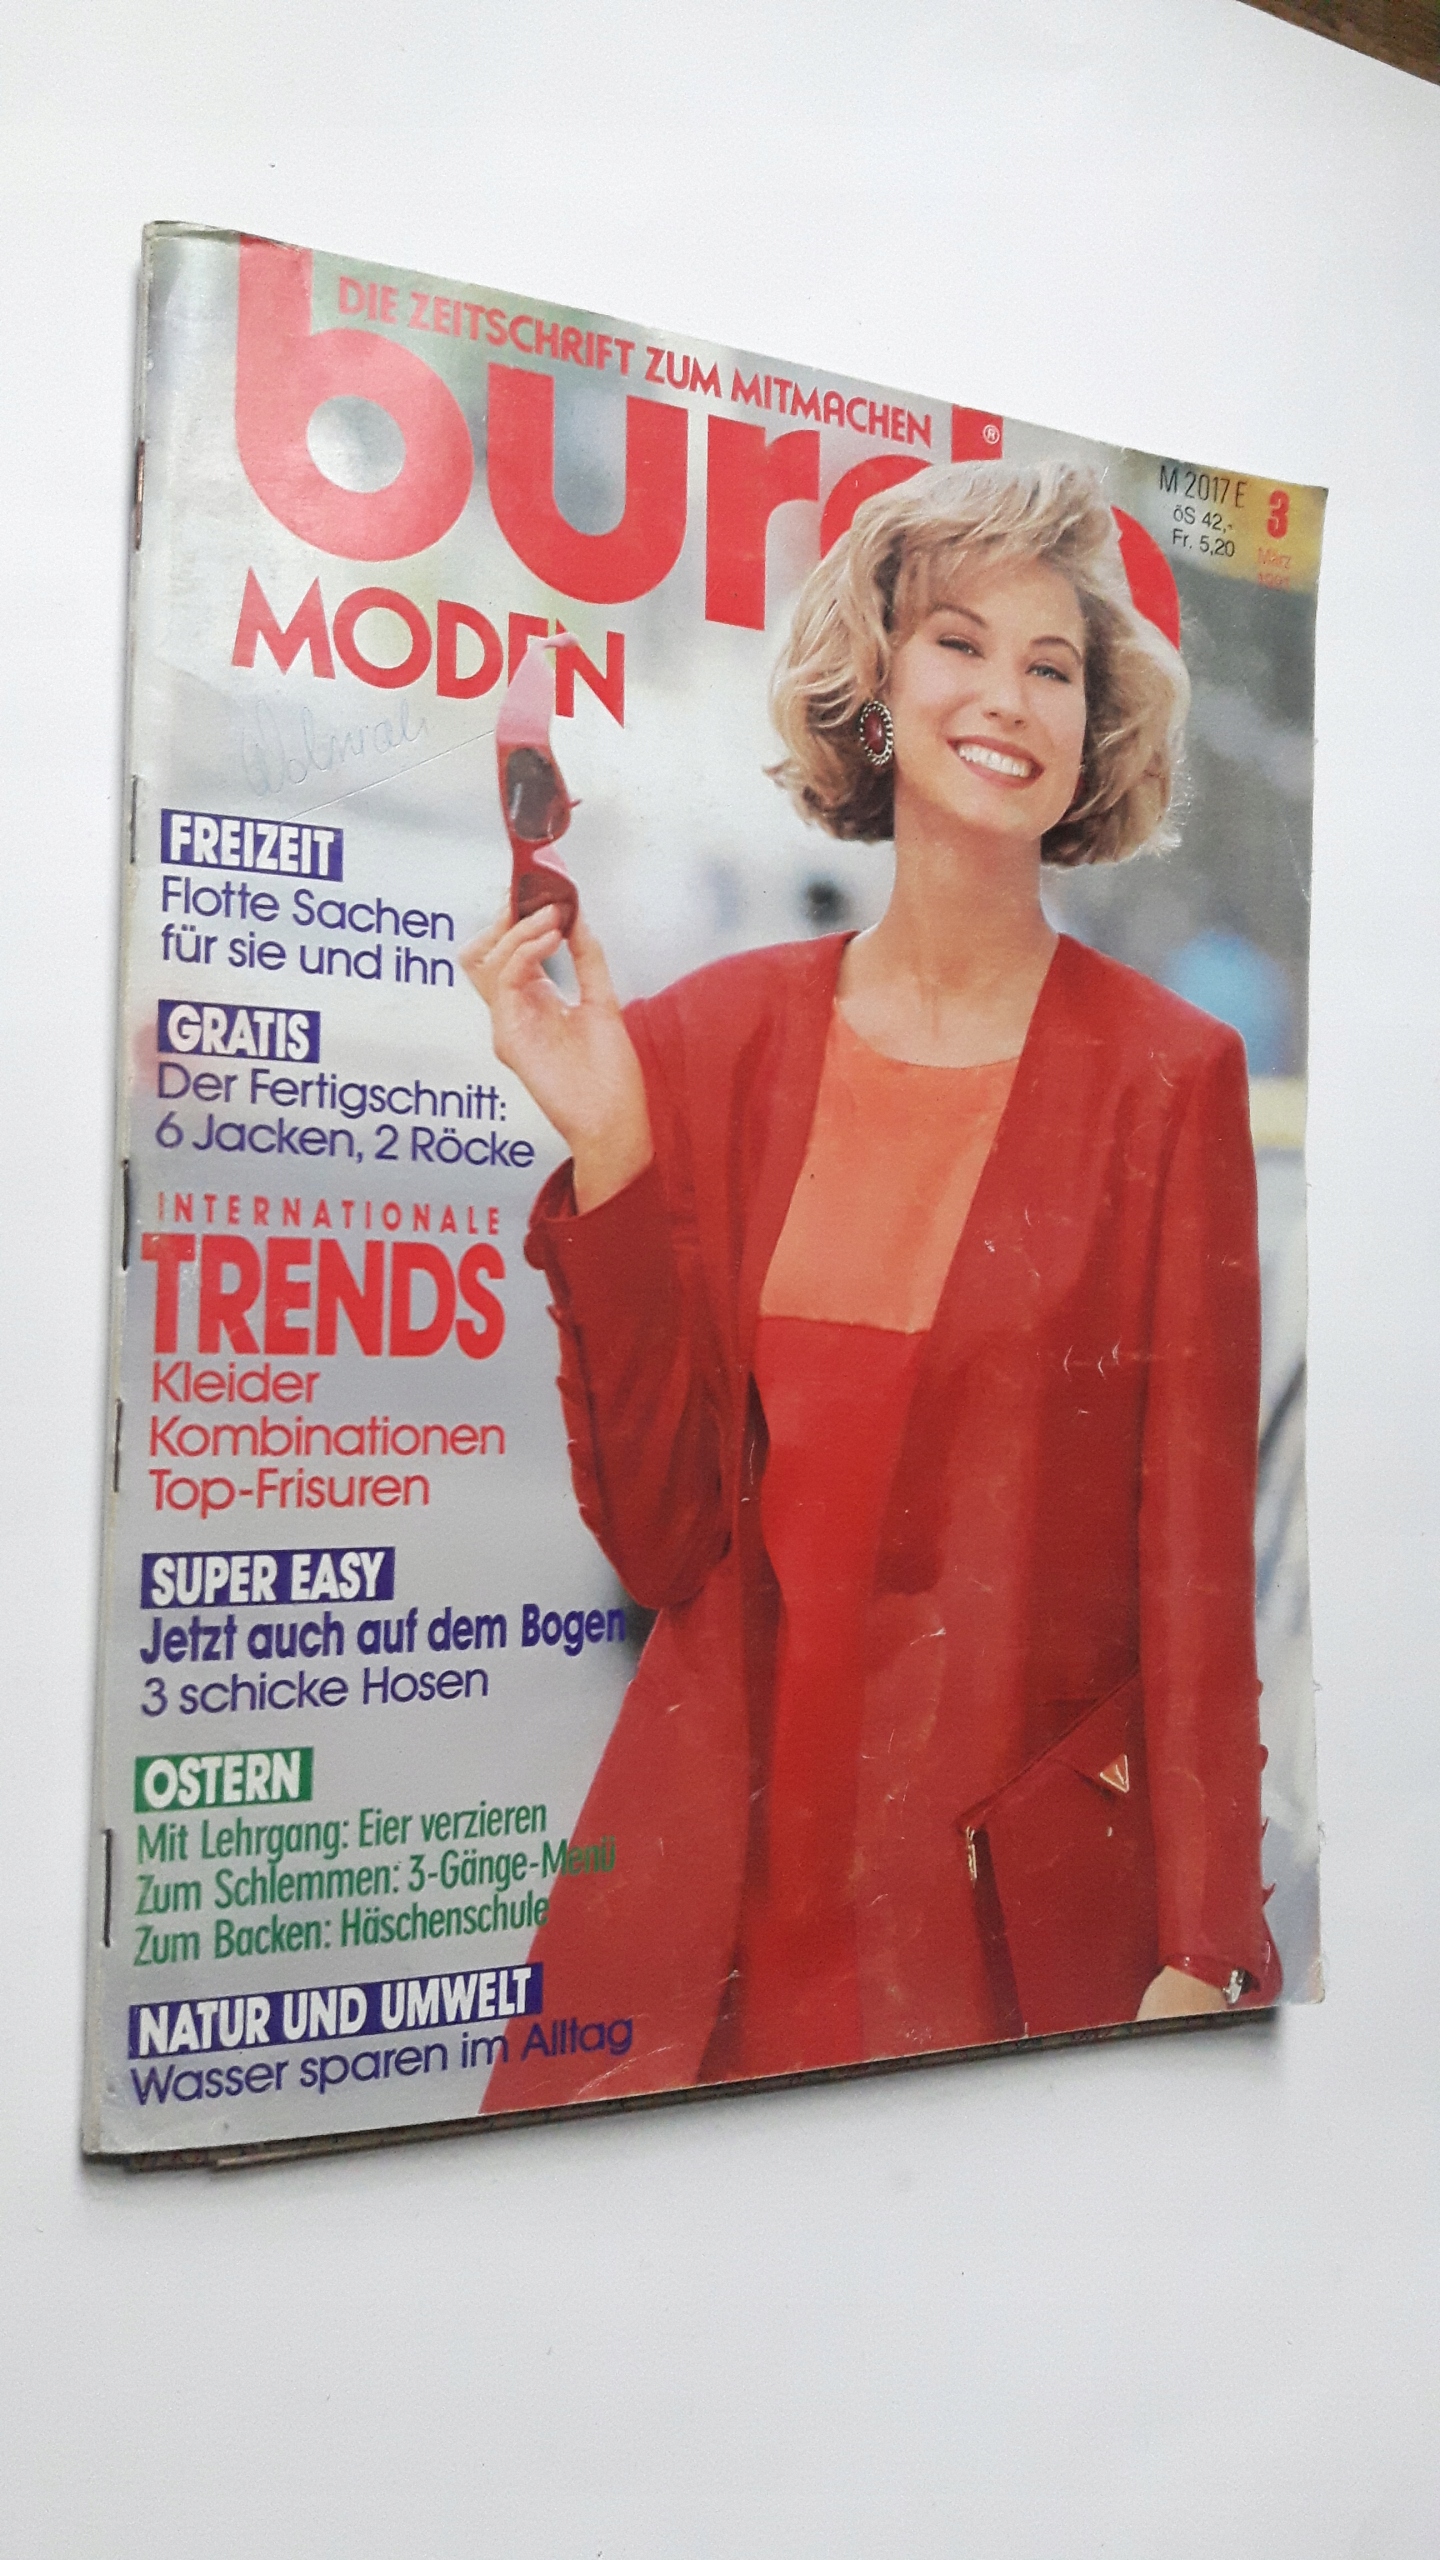 DIE ZEITSCHRIFT ZUM MITMACHEN
burda ®
MODEN
M 2017 E
öS 42,-
Fr. 5,20
3
März
FREIZEIT
Flotte Sachen
für sie und ihn
GRATIS
Der Fertigschnitt:
6 Jacken, 2 Röcke
INTERNATIONALE
TRENDS
Kleider
Kombinationen
Top-Frisuren
SUPER EASY
Jetzt auch auf dem Bogen
3 schicke Hosen
OSTERN
Mit Lehrgang: Eier verzieren
Zum Schlemmen: 3-Gänge-Menü
Zum Backen: Häschenschule
NATUR UND UMWELT
Wasser sparen im Alltag